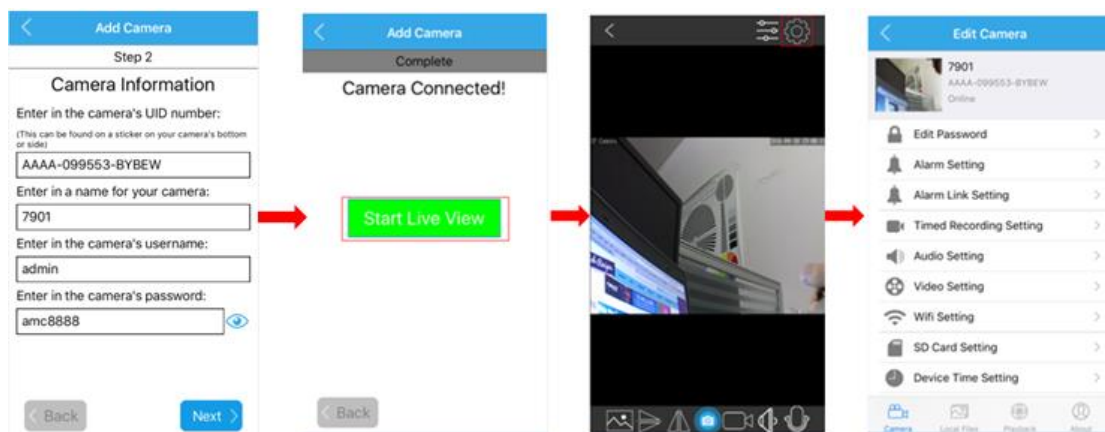 Add Camera
Step 2
Camera Information
Enter in the camera's UID number:
(This can be found on a sticker on your camera's bottom
or side)
AAAA-099553-BYBEW
Enter in a name for your camera:
7901
Enter in the camera's username:
admin
Enter in the camera's password:
amc8888
Back
Next
Add Camera
Complete
Camera Connected!
Start Live View
Back
Edit Camera
7901
AAAA-099553-BYBEW
Online
Edit Password
Alarm Setting
Alarm Link Setting
Timed Recording Setting
Audio Setting
Video Setting
Wifi Setting
SD Card Setting
Device Time Setting
Camera
Local Files
Playback
About